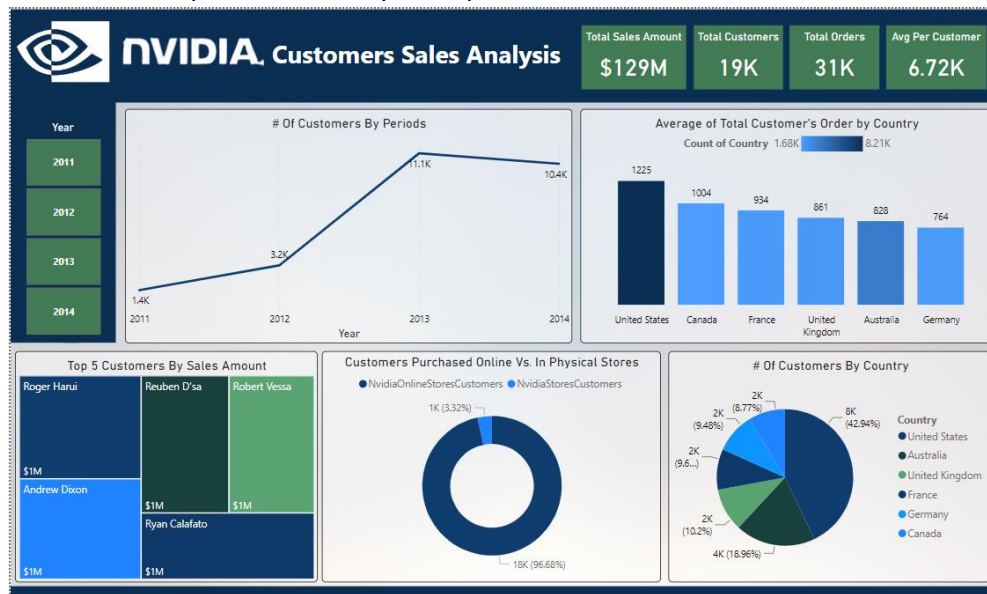 NVIDIA. Customers Sales Analysis
Total Sales Amount
$129M
Total Customers
19K
Total Orders
31K
Avg Per Customer
6.72K
Year
2011
2012
2013
2014
# Of Customers By Periods
11.1K
10.4K
3.2K
1.4K
2011 2012 2013 2014
Year
Average of Total Customer's Order by Country
Count of Country 1.68K 8.21K
1225
1004
934
861
828
764
United States
Canada
France
United
Kingdom
Australia
Germany
Top 5 Customers By Sales Amount
Roger Harui
$1M
Andrew Dixon
$1M
Reuben D'sa
$1M
Robert Vessa
$1M
Ryan Calafato
$1M
Customers Purchased Online Vs. In Physical Stores
NvidiaOnlineStoresCustomers NvidiaStoresCustomers
1K (3.32%)
18K (96.68%)
# Of Customers By Country
2K
(8.77%)
2K
(9.48%)
2K
(9.6...)
2K
(10.2%)
4K (18.96%)
8K
(42.94%)
Country
United States
Australia
United Kingdom
France
Germany
Canada